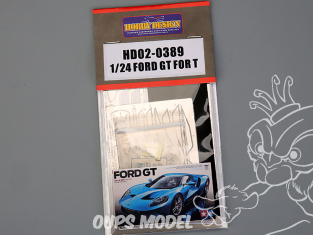 HOBBY DESIGN
HD02-0389
1/24 FORD GT FOR T
FORD GT
OUPS MODEL